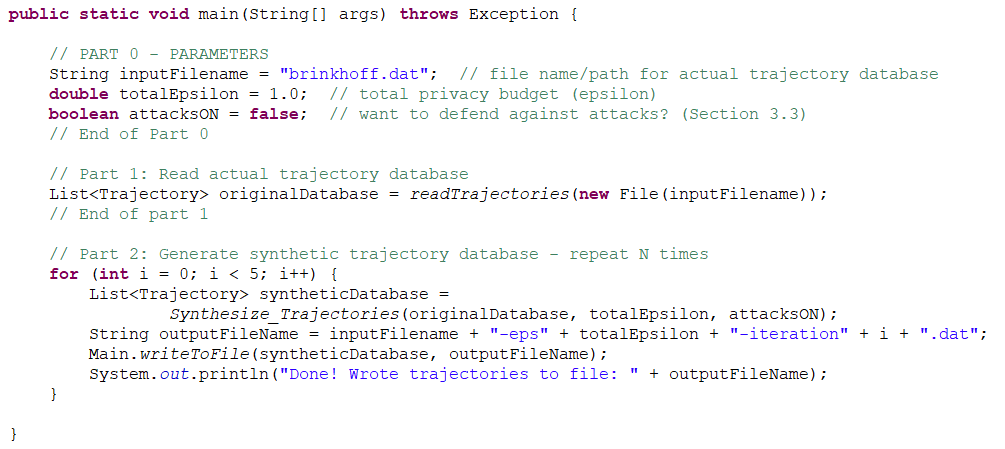 public static void main(String[] args) throws Exception {
// PART 0 - PARAMETERS
String inputFilename = "brinkhoff.dat";  // file name/path for actual trajectory database
double totalEpsilon = 1.0;  // total privacy budget (epsilon)
boolean attacksON = false;  // want to defend against attacks? (Section 3.3)
// End of Part 0
// Part 1: Read actual trajectory database
List<Trajectory> originalDatabase = readTrajectories(new File(inputFilename));
// End of part 1
// Part 2: Generate synthetic trajectory database - repeat N times
for (int i = 0; i < 5; i++) {
List<Trajectory> syntheticDatabase =
Synthesize_Trajectories(originalDatabase, totalEpsilon, attacksON);
String outputFileName = inputFilename + "-eps" + totalEpsilon + "-iteration" + i + ".dat";
Main.writeToFile(syntheticDatabase, outputFileName);
System.out.println("Done! Wrote trajectories to file: " + outputFileName);
}
}